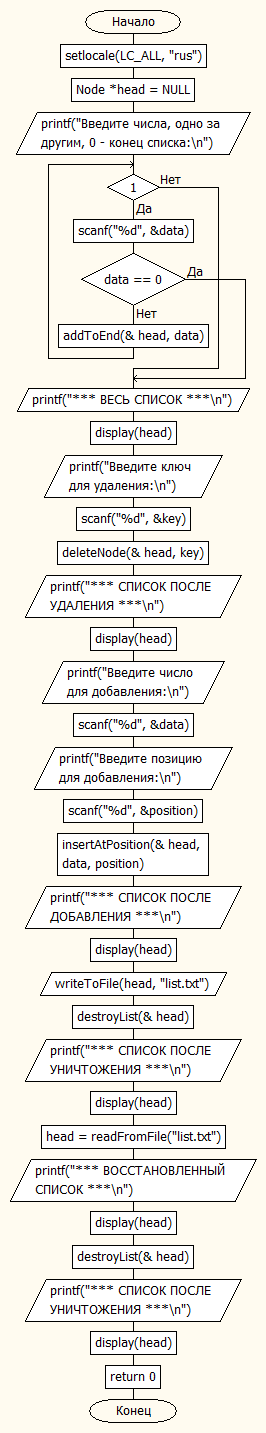 Начало
setlocale(LC_ALL, "rus")
Node *head = NULL
printf("Введите числа, одно за
другим, 0 - конец списка:\n")
1
Нет
Да
scanf("%d", &data)
data == 0
Да
Нет
addToEnd(& head, data)
printf("*** ВЕСЬ СПИСОК ***\n")
display(head)
printf("Введите ключ
для удаления:\n")
scanf("%d", &key)
deleteNode(& head, key)
printf("*** СПИСОК ПОСЛЕ
УДАЛЕНИЯ ***\n")
display(head)
printf("Введите число
для добавления:\n")
scanf("%d", &data)
printf("Введите позицию
для добавления:\n")
scanf("%d", &position)
insertAtPosition(& head,
data, position)
printf("*** СПИСОК ПОСЛЕ
ДОБАВЛЕНИЯ ***\n")
display(head)
writeToFile(head, "list.txt")
destroyList(& head)
printf("*** СПИСОК ПОСЛЕ
УНИЧТОЖЕНИЯ ***\n")
display(head)
head = readFromFile("list.txt")
printf("*** ВОССТАНОВЛЕННЫЙ
СПИСОК ***\n")
display(head)
destroyList(& head)
printf("*** СПИСОК ПОСЛЕ
УНИЧТОЖЕНИЯ ***\n")
display(head)
return 0
Конец